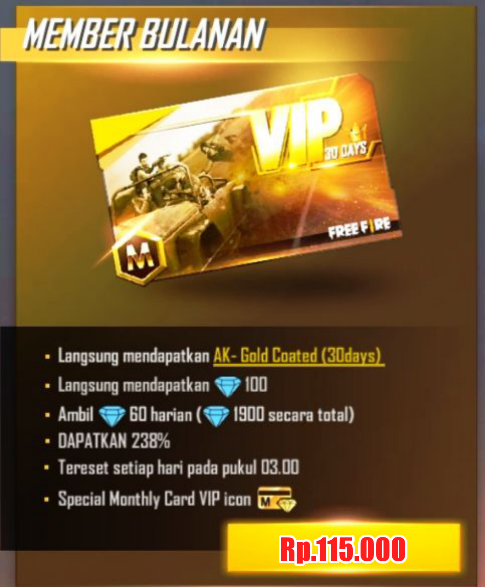 MEMBER BULANAN
VIP
30 DAYS
M
FREE FIRE
Langsung mendapatkan AK- Gold Coated (30days)
Langsung mendapatkan 100
Ambil 60 harian ( 1900 secara total)
DAPATKAN 238%
Tereset setiap hari pada pukul 03.00
Special Monthly Card VIP icon M
Rp.115.000